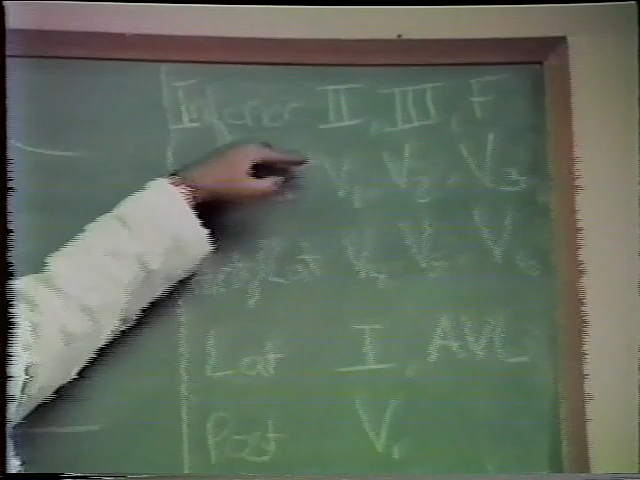 Inferior II, III, F
V1, V2, V3
Lat V4 V5 V6
Lat I, AVL
Post V1